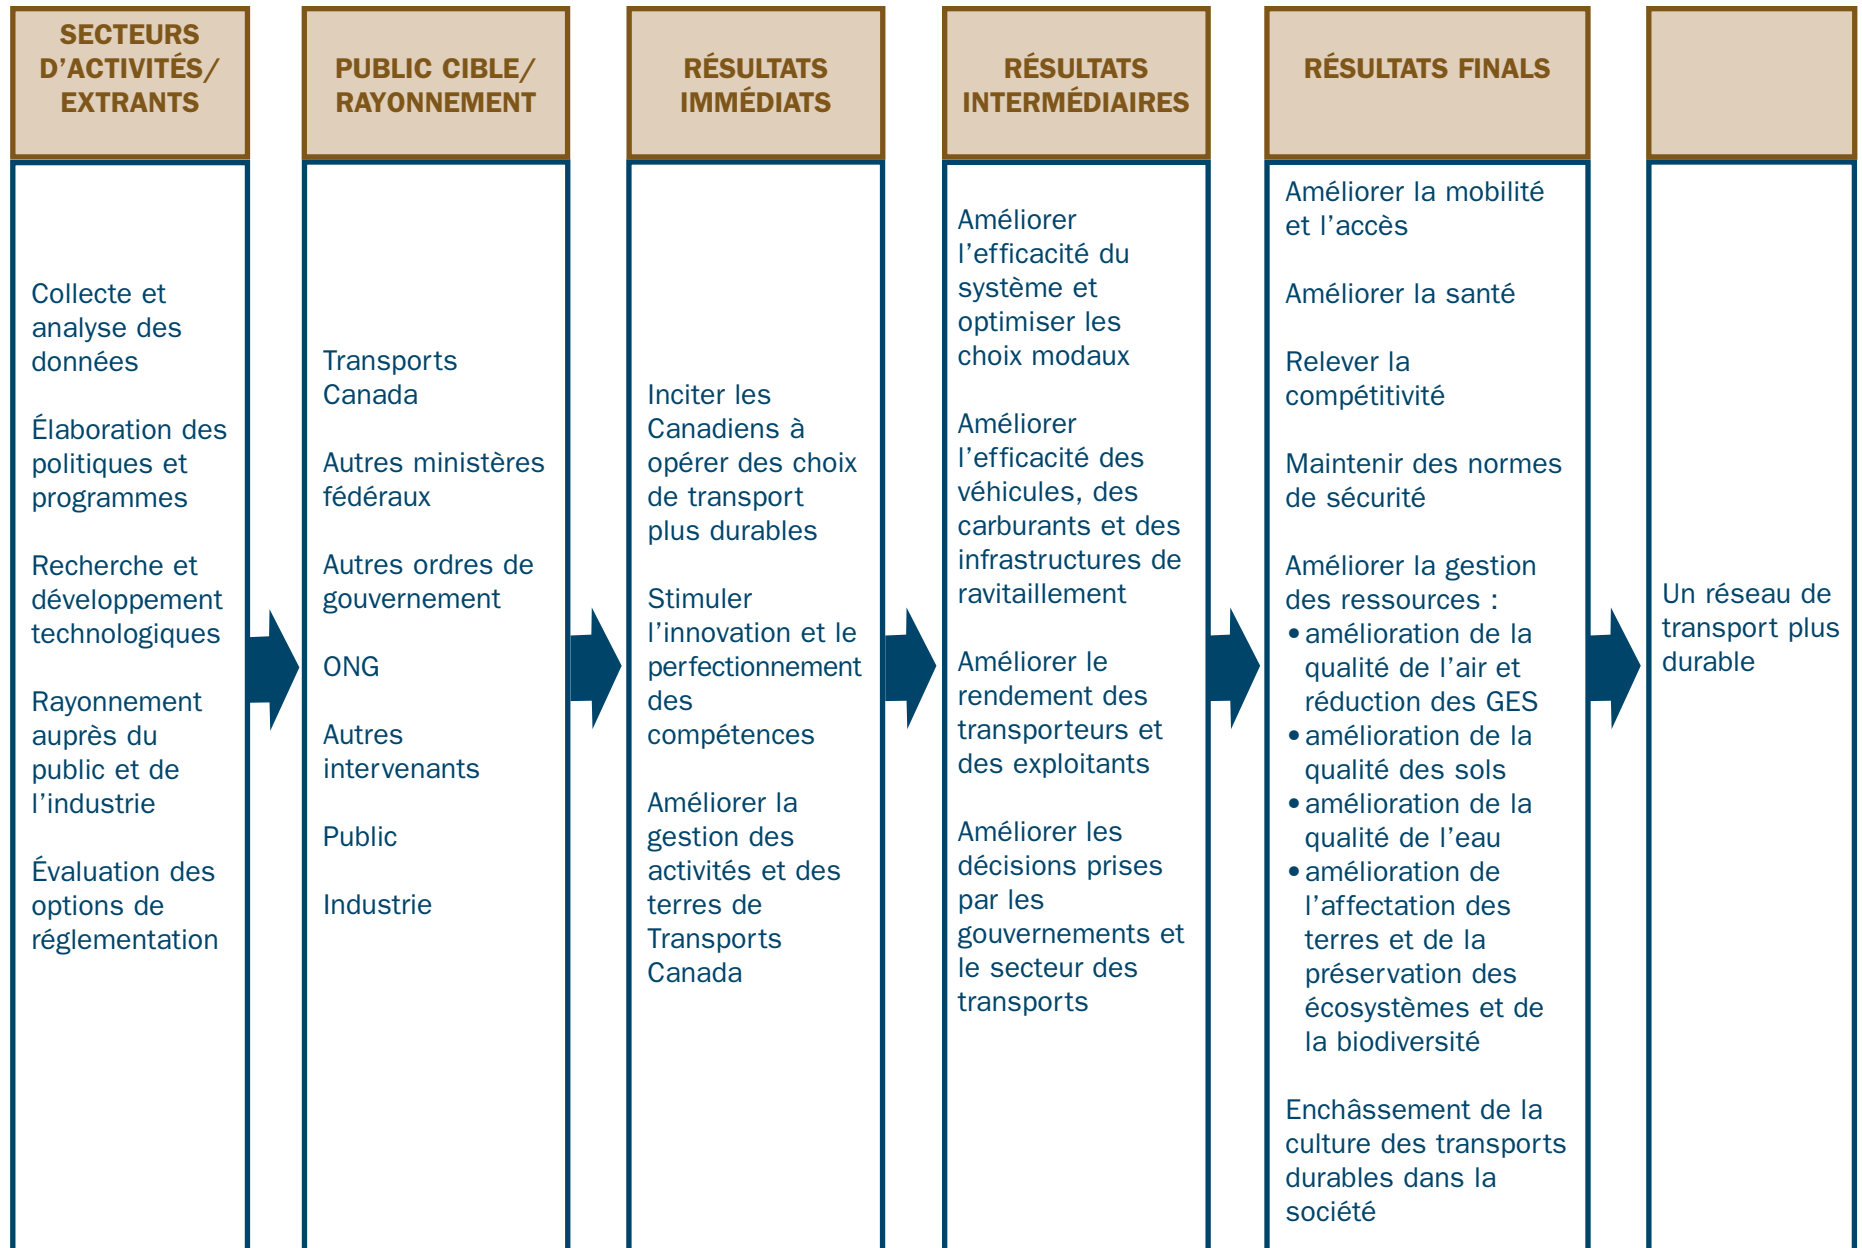 SECTEURS
D’ACTIVITÉS/
EXTRANTS
Collecte et
analyse des
données
Élaboration des
politiques et
programmes
Recherche et
développement
technologiques
Rayonnement
auprès du
public et de
l’industrie
Évaluation des
options de
réglementation
PUBLIC CIBLE/
RAYONNEMENT
Transports
Canada
Autres ministères
fédéraux
Autres ordres de
gouvernement
ONG
Autres
intervenants
Public
Industrie
RÉSULTATS
IMMÉDIATS
Inciter les
Canadiens à
opérer des choix
de transport
plus durables
Stimuler
l’innovation et le
perfectionnement
des
compétences
Améliorer la
gestion des
activités et des
terres de
Transports
Canada
RÉSULTATS
INTERMÉDIAIRES
Améliorer
l’efficacité du
système et
optimiser les
choix modaux
Améliorer
l’efficacité des
véhicules, des
carburants et des
infrastructures de
ravitaillement
Améliorer le
rendement des
transporteurs et
des exploitants
Améliorer les
décisions prises
par les
gouvernements et
le secteur des
transports
RÉSULTATS FINALS
Améliorer la mobilité
et l’accès
Améliorer la santé
Relever la
compétitivité
Maintenir des normes
de sécurité
Améliorer la gestion
des ressources :
• amélioration de la
qualité de l’air et
réduction des GES
• amélioration de la
qualité des sols
• amélioration de la
qualité de l’eau
• amélioration de
l’affectation des
terres et de la
préservation des
écosystèmes et de
la biodiversité
Enchâssement de la
culture des transports
durables dans la
société
Un réseau de
transport plus
durable